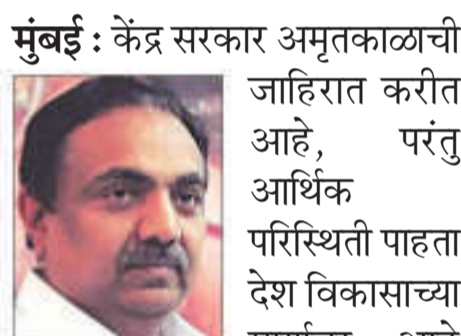 मुंबई : केंद्र सरकार अमृतकाळाची
जाहिरात करीत
आहे, परंतु
आर्थिक
परिस्थिती पाहता
देश विकासाच्या